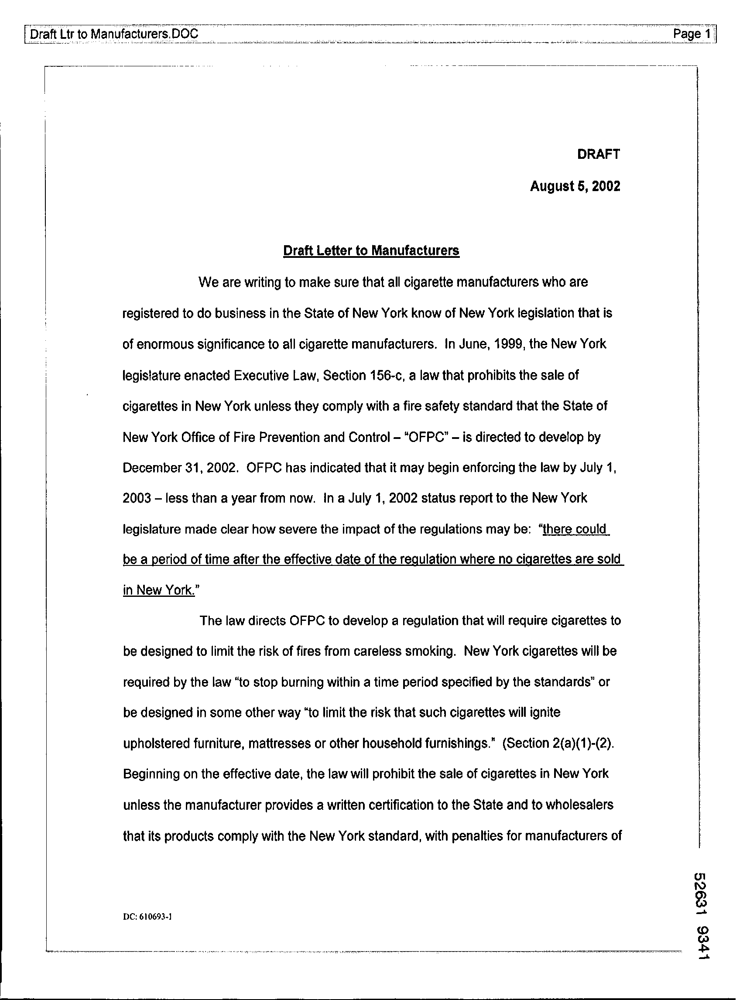 Draft Ltr to Manufacturers.DOC
Page 1
DRAFT
August 5, 2002
Draft Letter to Manufacturers
We are writing to make sure that all cigarette manufacturers who are
registered to do business in the State of New York know of New York legislation that is
of enormous significance to all cigarette manufacturers. In June, 1999, the New York
legislature enacted Executive Law, Section 156-c, a law that prohibits the sale of
cigarettes in New York unless they comply with a fire safety standard that the State of
New York Office of Fire Prevention and Control – "OFPC" – is directed to develop by
December 31, 2002. OFPC has indicated that it may begin enforcing the law by July 1,
2003 – less than a year from now. In a July 1, 2002 status report to the New York
legislature made clear how severe the impact of the regulations may be: "there could
be a period of time after the effective date of the regulation where no cigarettes are sold
in New York."
The law directs OFPC to develop a regulation that will require cigarettes to
be designed to limit the risk of fires from careless smoking. New York cigarettes will be
required by the law "to stop burning within a time period specified by the standards" or
be designed in some other way "to limit the risk that such cigarettes will ignite
upholstered furniture, mattresses or other household furnishings." (Section 2(a)(1)-(2).
Beginning on the effective date, the law will prohibit the sale of cigarettes in New York
unless the manufacturer provides a written certification to the State and to wholesalers
that its products comply with the New York standard, with penalties for manufacturers of
DC: 610693-1
52631 9341